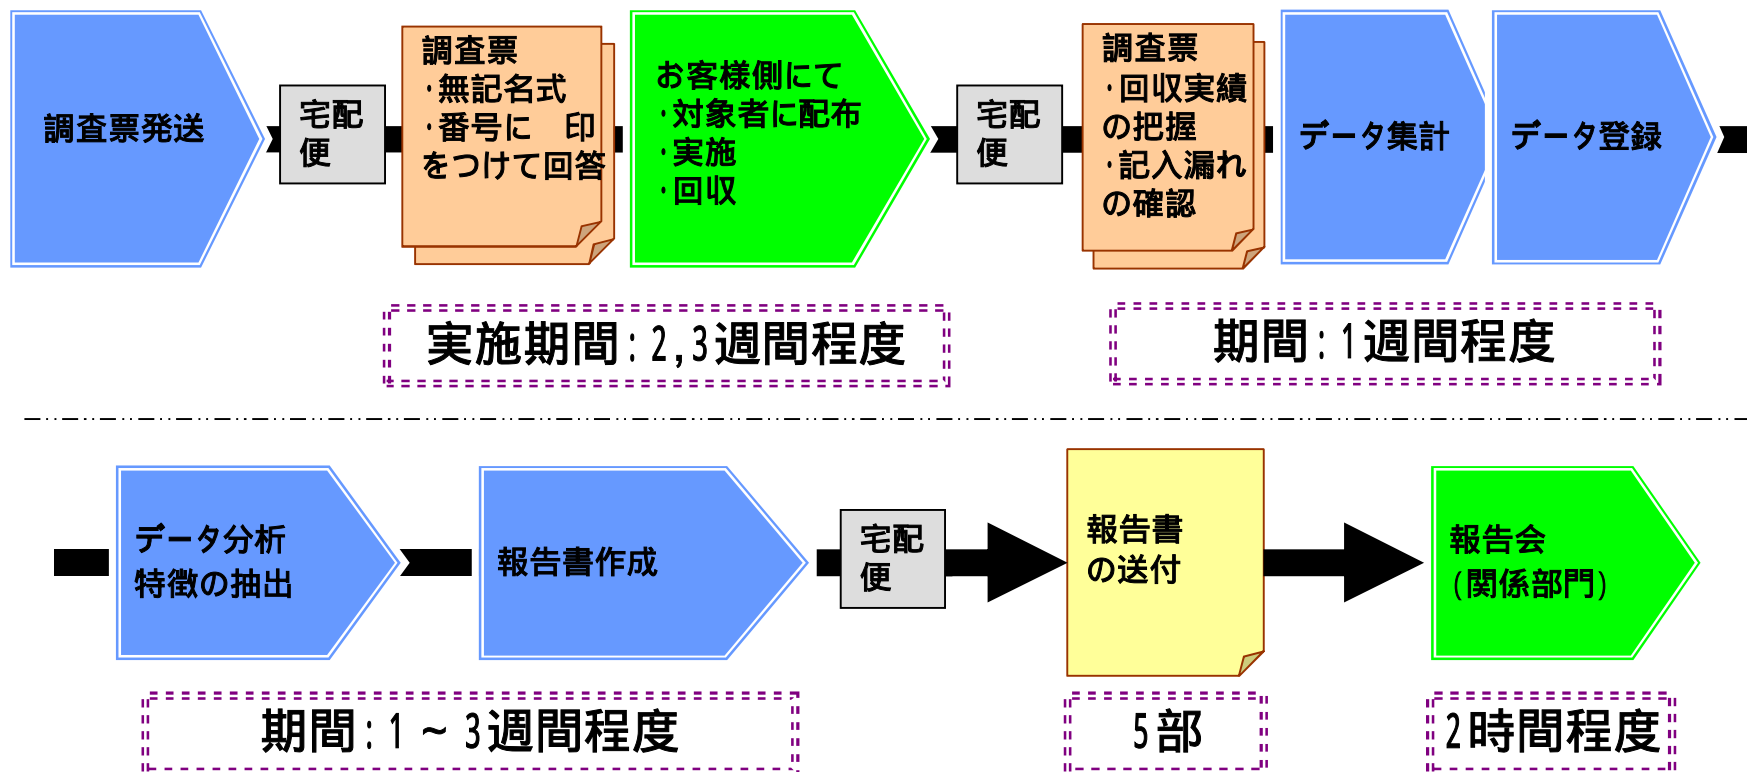 調査票発送
宅配
便
調査票
・無記名式
・番号に　印
をつけて回答
お客様側にて
・対象者に配布
・実施
・回収
宅配
便
調査票
・回収実績
の把握
・記入漏れ
の確認
データ集計
データ登録
実施期間:2,3週間程度
期間:1週間程度
データ分析
特徴の抽出
報告書作成
宅配
便
報告書
の送付
報告会
(関係部門)
期間:1～3週間程度
5部
2時間程度